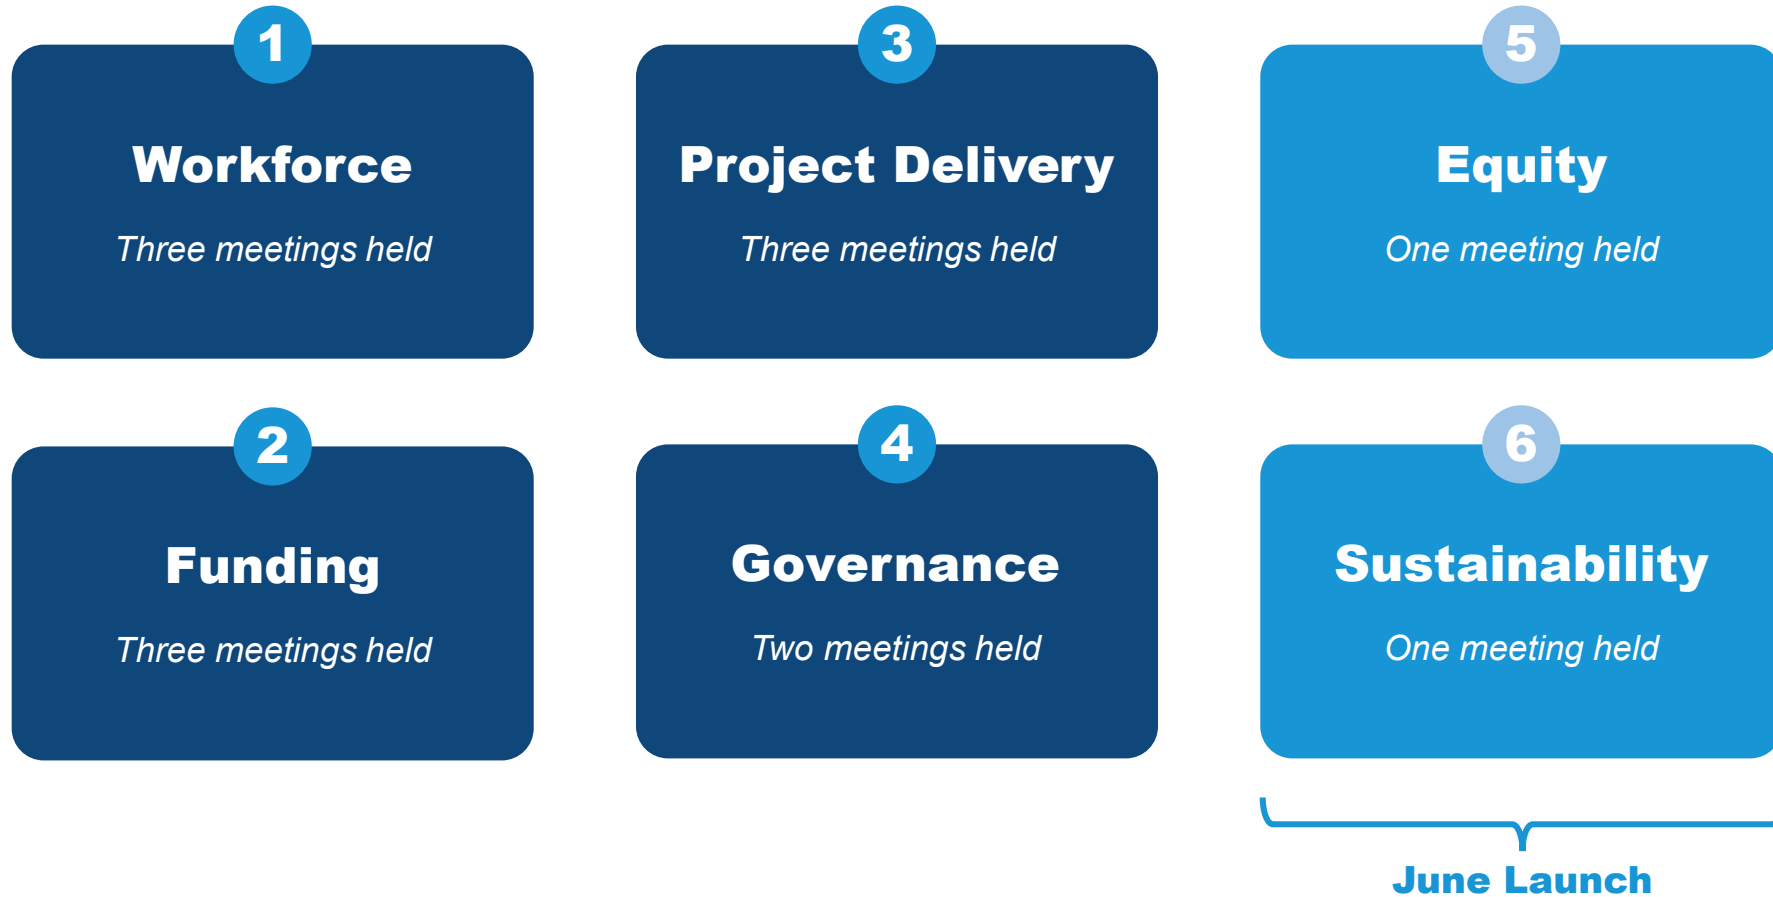 1
Workforce
Three meetings held
2
Funding
Three meetings held
3
Project Delivery
Three meetings held
4
Governance
Two meetings held
5
Equity
One meeting held
6
Sustainability
One meeting held
June Launch